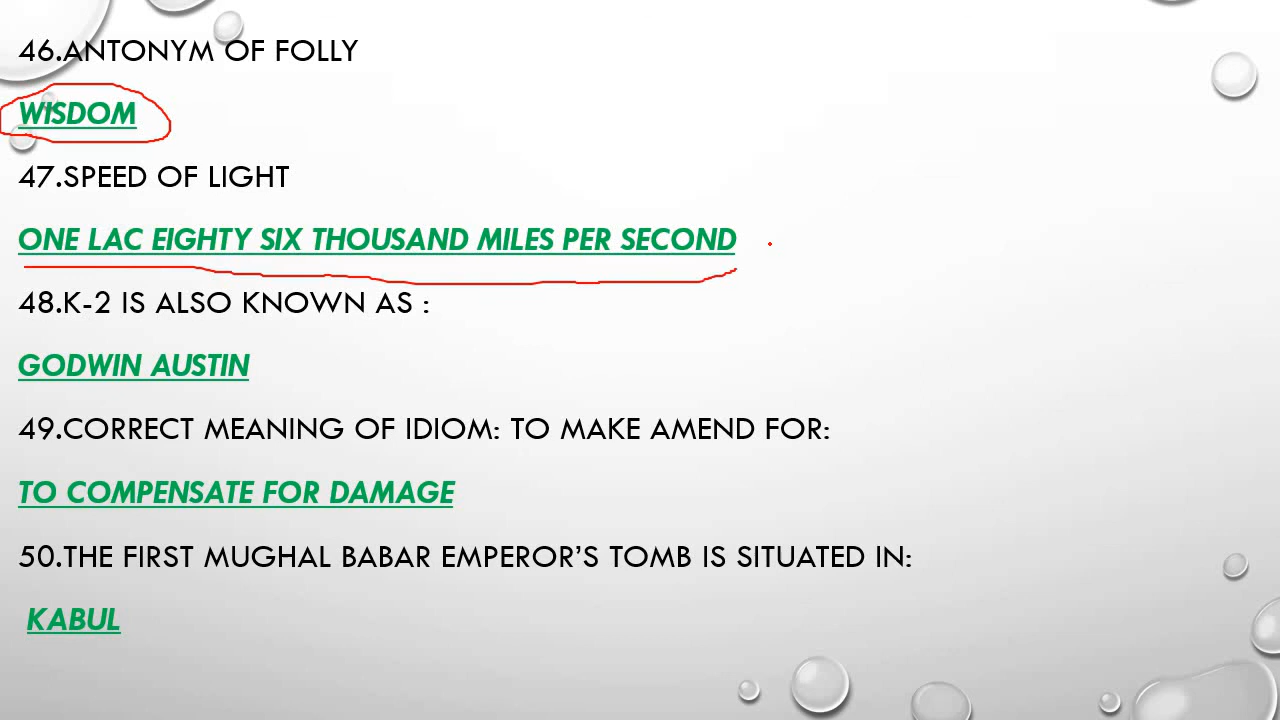 46.ANTONYM OF FOLLY
WISDOM
47.SPEED OF LIGHT
ONE LAC EIGHTY SIX THOUSAND MILES PER SECOND
48.K-2 IS ALSO KNOWN AS :
GODWIN AUSTIN
49.CORRECT MEANING OF IDIOM: TO MAKE AMEND FOR:
TO COMPENSATE FOR DAMAGE
50.THE FIRST MUGHAL BABAR EMPEROR’S TOMB IS SITUATED IN:
KABUL